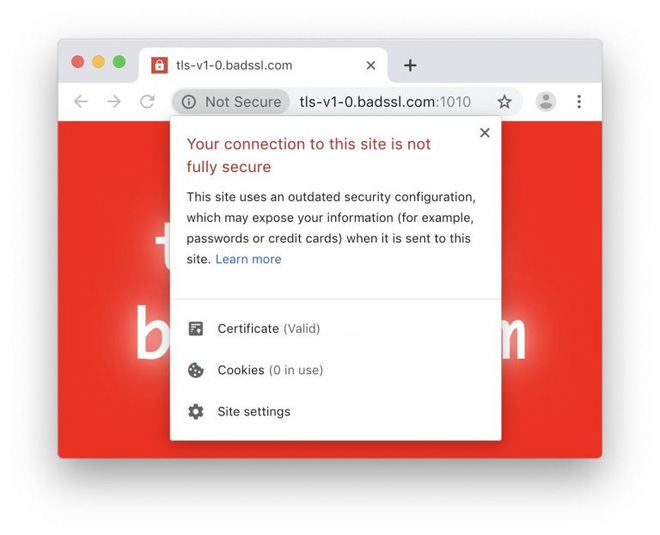 tls-v1-0.badssl.com
Not Secure tls-v1-0.badssl.com:1010
Your connection to this site is not
fully secure
This site uses an outdated security configuration,
which may expose your information (for example,
passwords or credit cards) when it is sent to this
site. Learn more
Certificate (Valid)
Cookies (0 in use)
Site settings